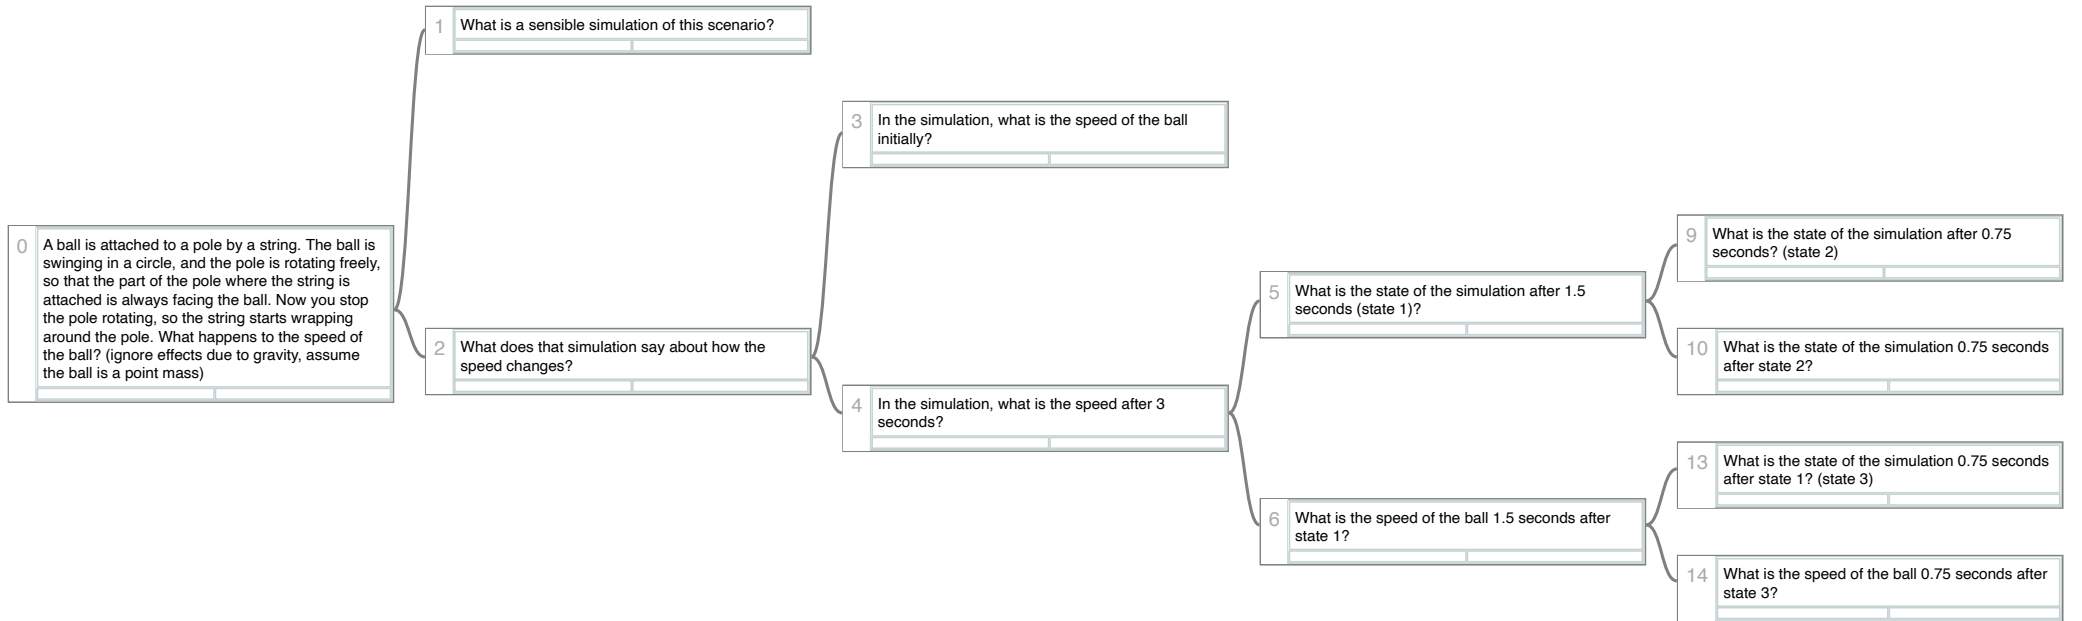 1
What is a sensible simulation of this scenario?
3
In the simulation, what is the speed of the ball
initially?
0
A ball is attached to a pole by a string. The ball is
swinging in a circle, and the pole is rotating freely,
so that the part of the pole where the string is
attached is always facing the ball. Now you stop
the pole rotating, so the string starts wrapping
around the pole. What happens to the speed of
the ball? (ignore effects due to gravity, assume
the ball is a point mass)
2
What does that simulation say about how the
speed changes?
4
In the simulation, what is the speed after 3
seconds?
5
What is the state of the simulation after 1.5
seconds (state 1)?
6
What is the speed of the ball 1.5 seconds after
state 1?
9
What is the state of the simulation after 0.75
seconds? (state 2)
10
What is the state of the simulation 0.75 seconds
after state 2?
13
What is the state of the simulation 0.75 seconds
after state 1? (state 3)
14
What is the speed of the ball 0.75 seconds after
state 3?